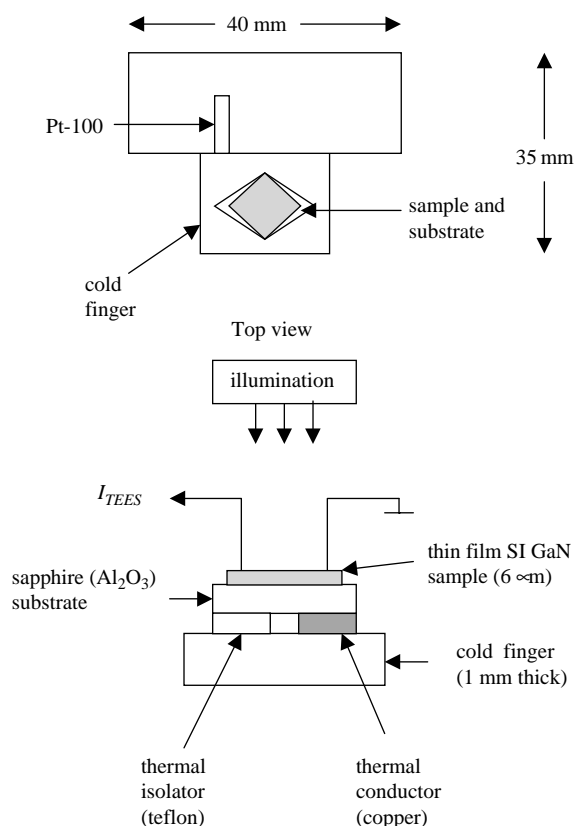 40 mm
Pt-100
35 mm
sample and
substrate
cold
finger
Top view
illumination
I_TEES
thin film SI GaN
sample (6 ∝m)
sapphire (Al₂O₃)
substrate
cold finger
(1 mm thick)
thermal
isolator
(teflon)
thermal
conductor
(copper)